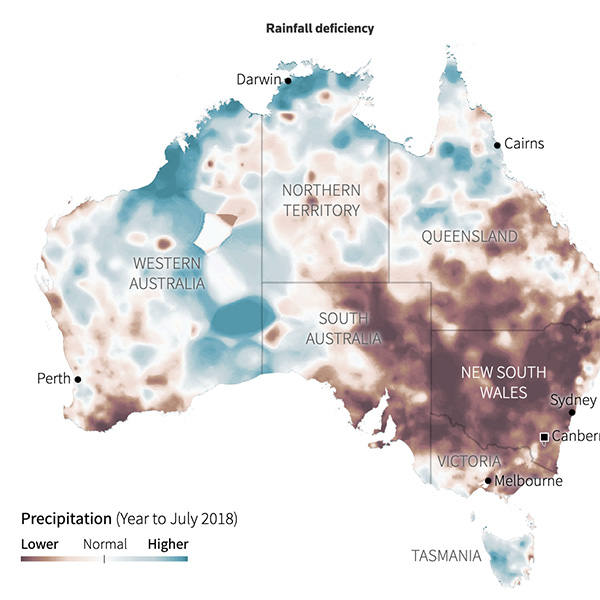 Rainfall deficiency
Darwin
Cairns
NORTHERN
TERRITORY
QUEENSLAND
WESTERN
AUSTRALIA
SOUTH
AUSTRALIA
NEW SOUTH
WALES
Perth
Sydney
Canberr
VICTORIA
Melbourne
Precipitation (Year to July 2018)
Lower Normal Higher
TASMANIA